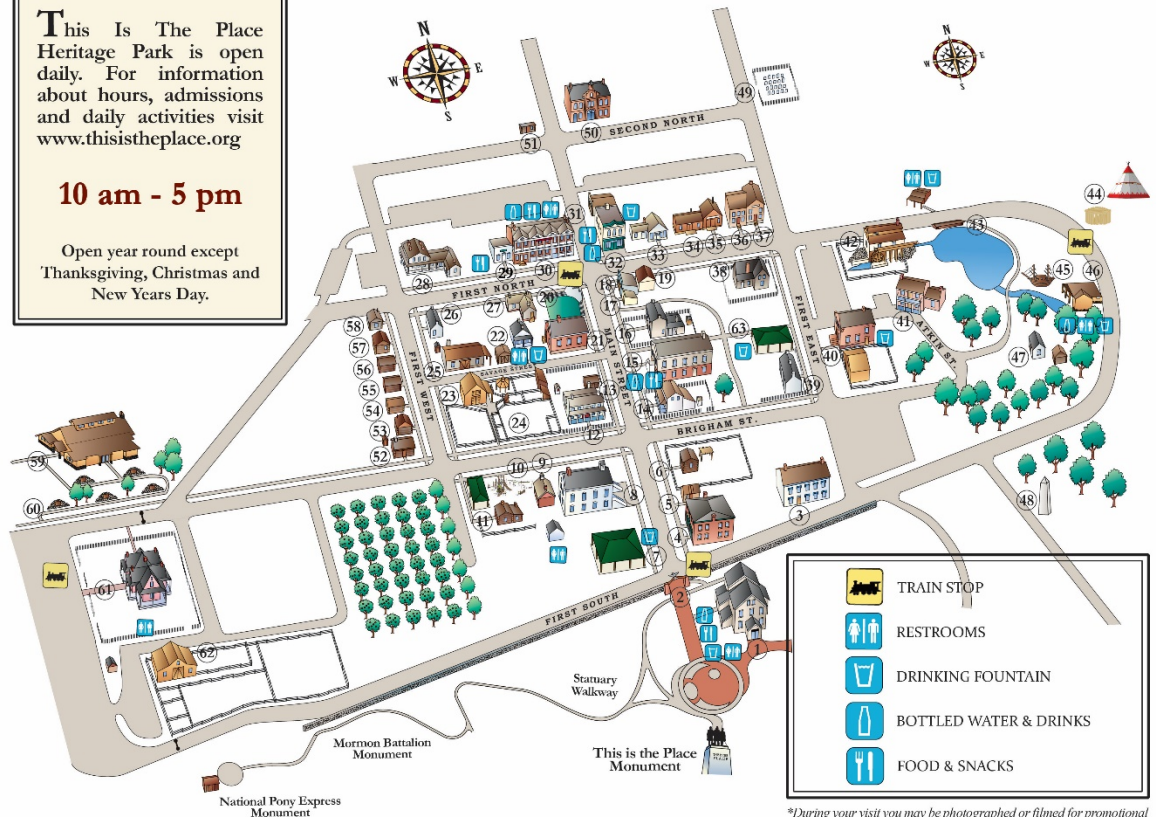 This Is The Place
Heritage Park is open
daily. For information
about hours, admissions
and daily activities visit
www.thisistheplace.org
10 am - 5 pm
Open year round except
Thanksgiving, Christmas and
New Years Day.
N
W
E
S
N
W
E
S
49
50
SECOND NORTH
51
44
31
42
43
32
33
34
35
36
37
45
46
28
29
30
FIRST NORTH
18
19
38
58
26
27
20
17
41
57
FIRST WEST
22
21
MAIN STREET
16
63
FIRST EAST
ATKIN ST.
47
56
25
15
40
55
23
13
39
54
24
14
53
12
BRIGHAM ST.
52
59
10
9
6
48
60
11
8
5
3
4
7
61
FIRST SOUTH
2
62
1
Statuary
Walkway
Mormon Battalion
Monument
This is the Place
Monument
National Pony Express
Monument
TRAIN STOP
RESTROOMS
DRINKING FOUNTAIN
BOTTLED WATER & DRINKS
FOOD & SNACKS
*During your visit you may be photographed or filmed for promotional